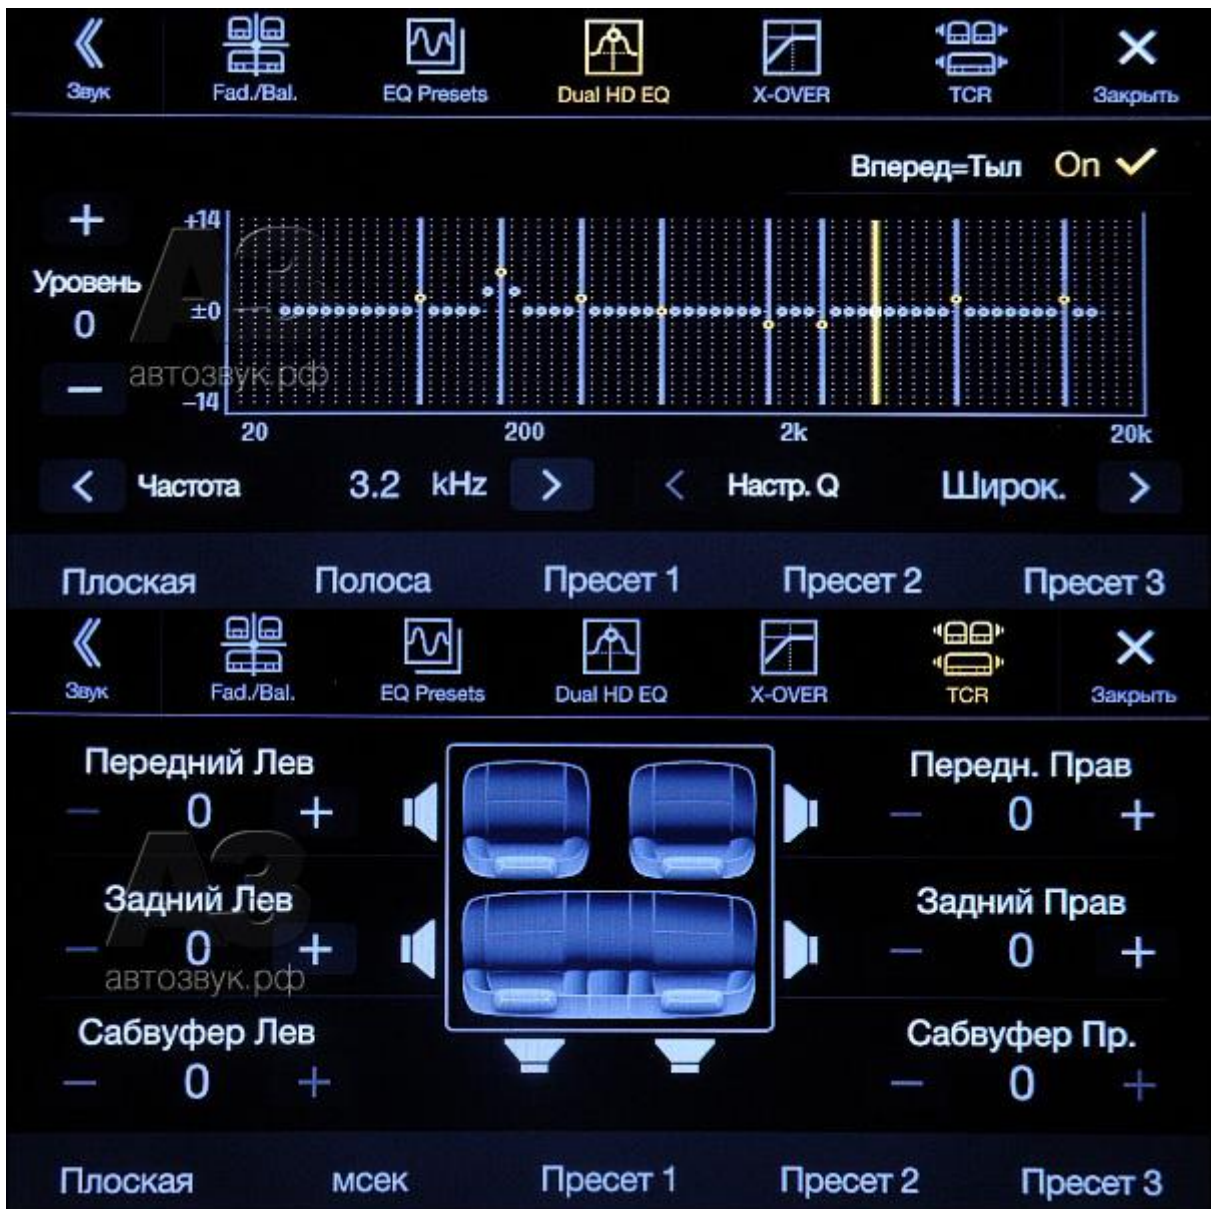 Звук Fad./Bal. EQ Presets Dual HD EQ X-OVER TCR Закрыть
Вперед=Тыл On
+
+14
Уровень
0
±0
АЗ
автозвук.рф
–
–14
20 200 2k 20k
Частота 3.2 kHz Настр. Q Широк.
Плоская Полоса Пресет 1 Пресет 2 Пресет 3
Звук Fad./Bal. EQ Presets Dual HD EQ X-OVER TCR Закрыть
Передний Лев Передн. Прав
– 0 + – 0 +
АЗ
Задний Лев Задний Прав
– 0 + – 0 +
автозвук.рф
Сабвуфер Лев Сабвуфер Пр.
– 0 + – 0 +
Плоская мсек Пресет 1 Пресет 2 Пресет 3